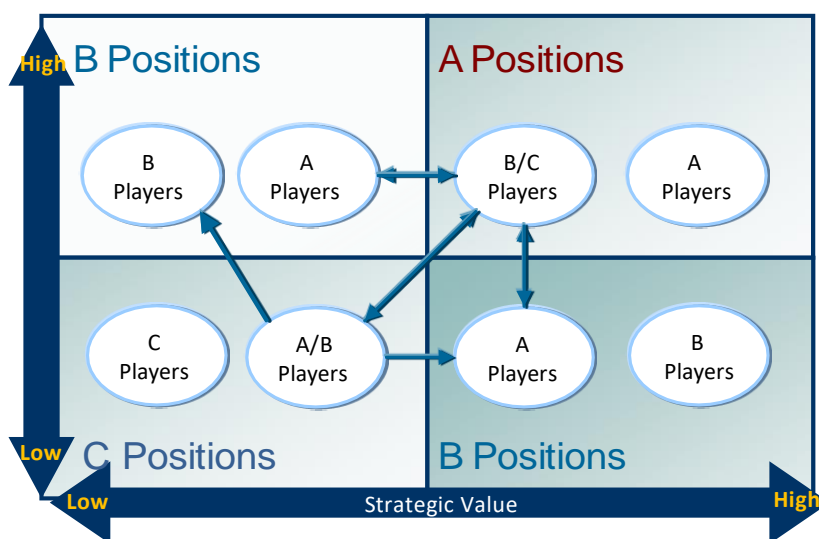 B Positions
A Positions
High
B
Players
A
Players
B/C
Players
A
Players
C
Players
A/B
Players
A
Players
B
Players
Low
C Positions
B Positions
Low
Strategic Value
High